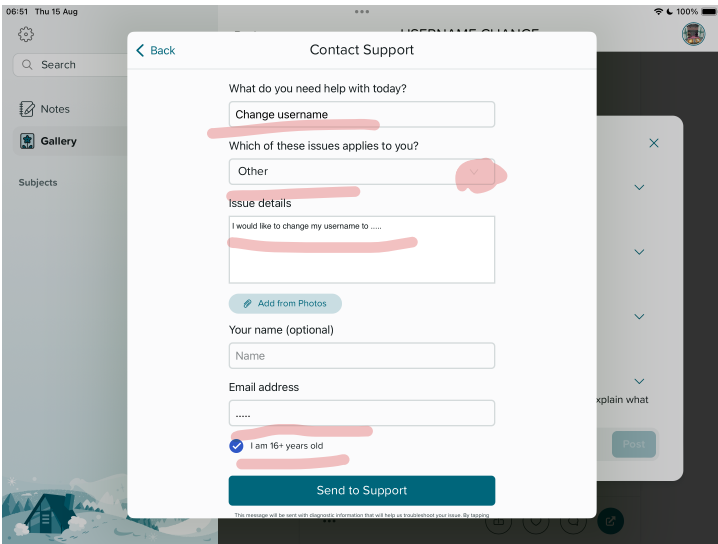 06:51 Thu 15 Aug
100%
Search
Notes
Gallery
Subjects
Back
Contact Support
What do you need help with today?
Change username
Which of these issues applies to you?
Other
Issue details
I would like to change my username to .....
Add from Photos
Your name (optional)
Name
Email address
.....
I am 16+ years old
Send to Support
This message will be sent with diagnostic information that will help us troubleshoot your issue. By tapping
USERNAME CHANGE
xplain what
Post